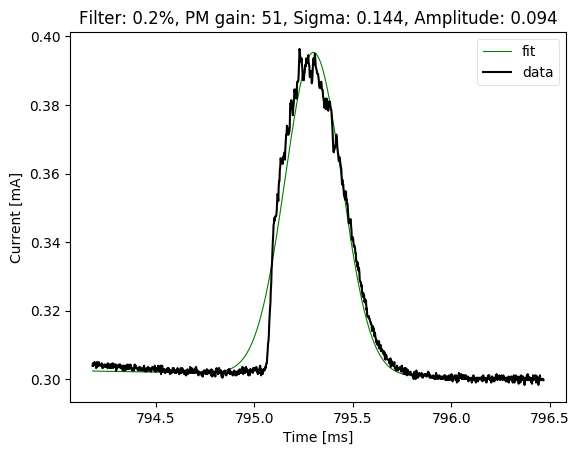 Filter: 0.2%, PM gain: 51, Sigma: 0.144, Amplitude: 0.094
fit
data
Current [mA]
0.40
0.38
0.36
0.34
0.32
0.30
794.5 795.0 795.5 796.0 796.5
Time [ms]